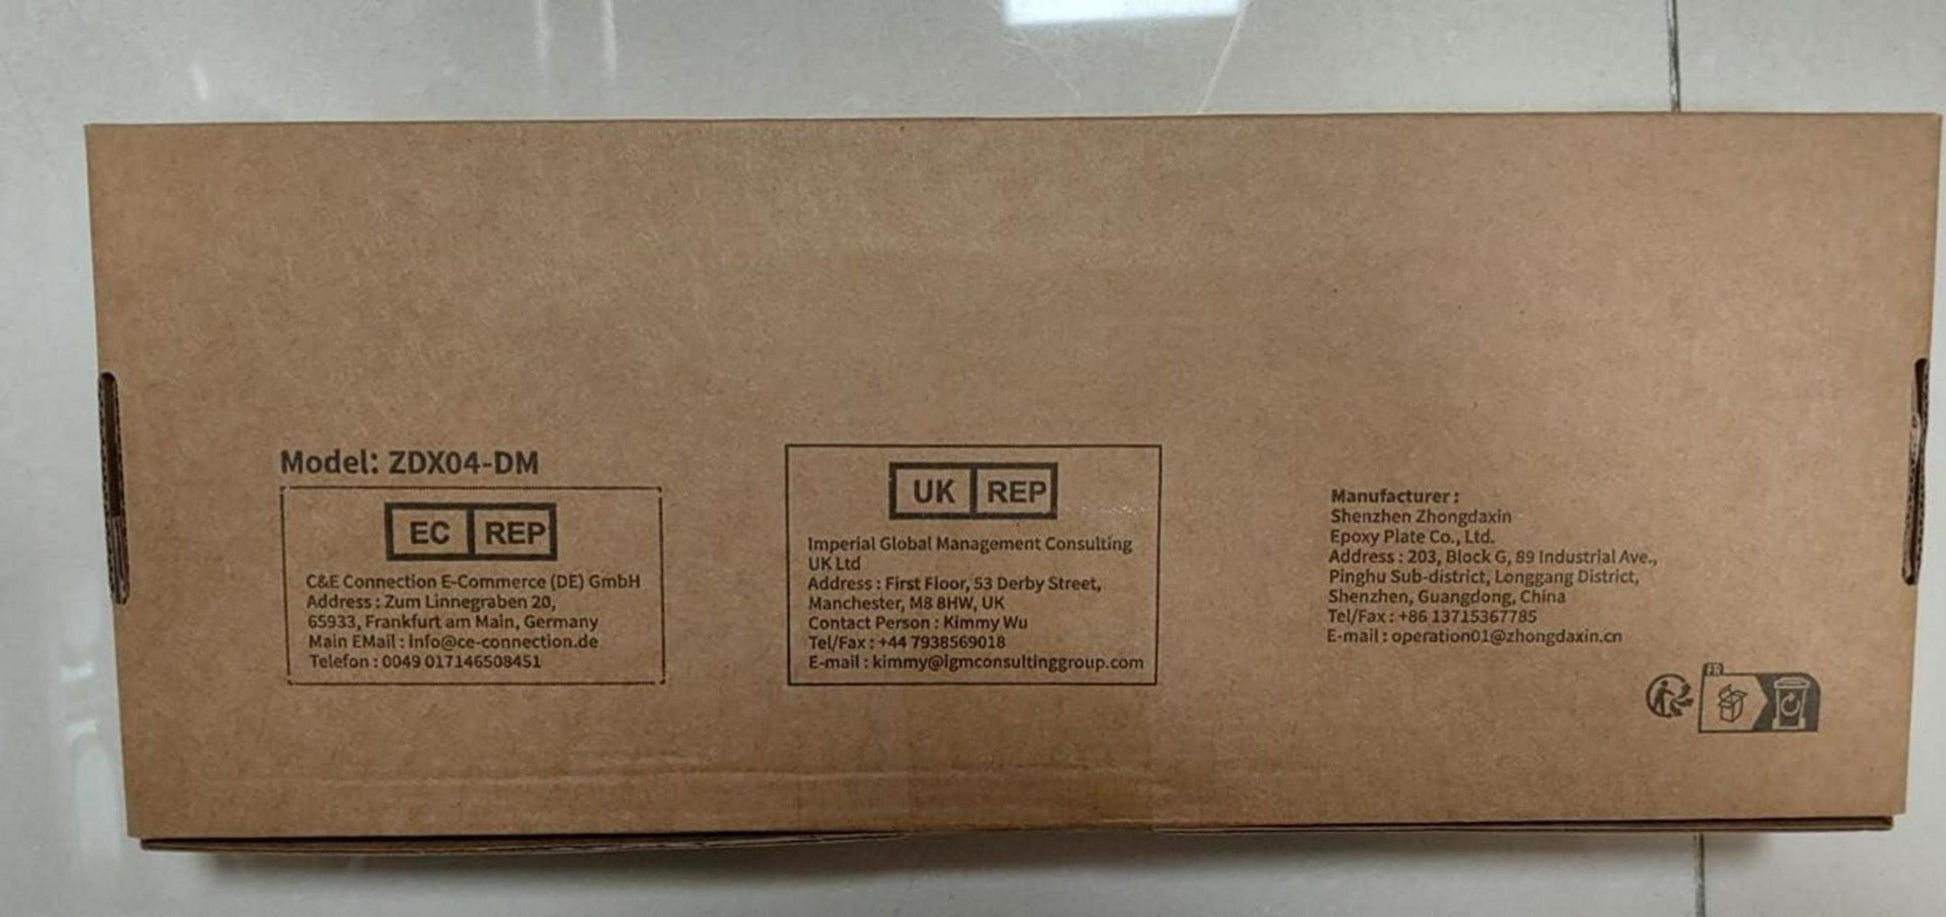 Model: ZDX04-DM
EC REP
C&E Connection E-Commerce (DE) GmbH
Address : Zum Linnegraben 20,
65933, Frankfurt am Main, Germany
Main EMail : info@ce-connection.de
Telefon : 0049 017146508451
UK REP
Imperial Global Management Consulting
UK Ltd
Address : First Floor, 53 Derby Street,
Manchester, M8 8HW, UK
Contact Person : Kimmy Wu
Tel/Fax : +44 7938569018
E-mail : kimmy@igmconsultinggroup.com
Manufacturer :
Shenzhen Zhongdaxin
Epoxy Plate Co., Ltd.
Address : 203, Block G, 89 Industrial Ave.,
Pinghu Sub-district, Longgang District,
Shenzhen, Guangdong, China
Tel/Fax : +86 13715367785
E-mail : operation01@zhongdaxin.cn
FR